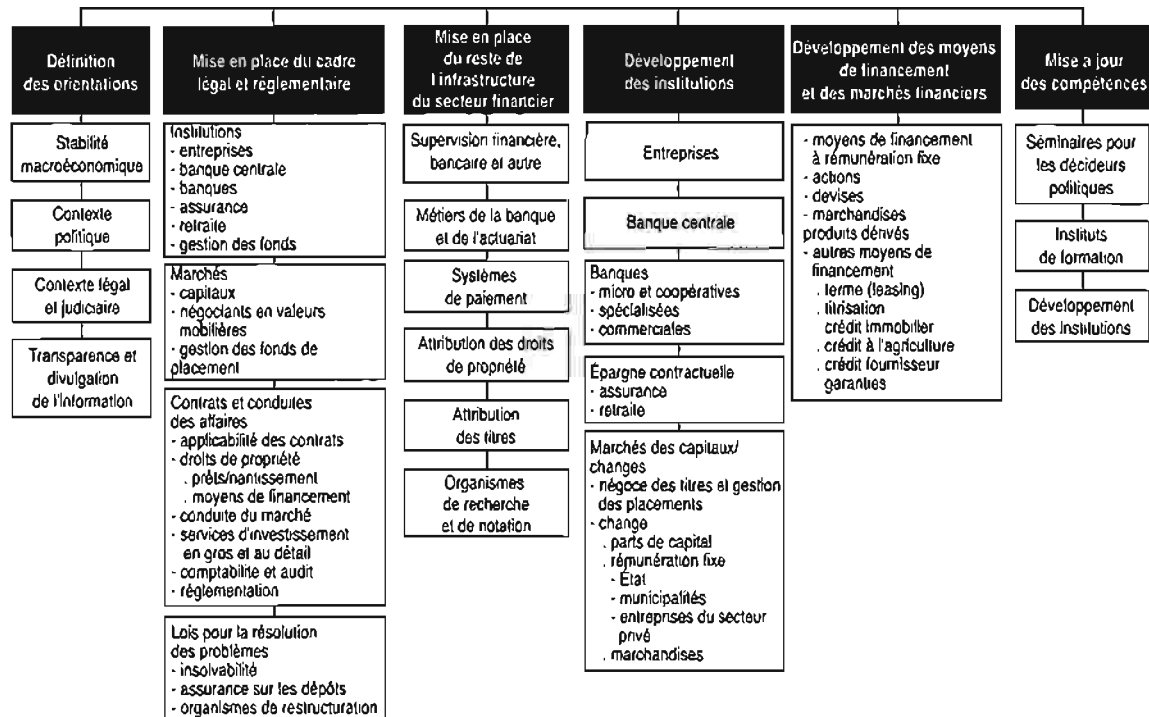 Définition
des orientations
Stabilité
macroéconomique
Contexte
politique
Contexte légal
et judiciaire
Transparence et
divulgation
de l'information
Mise en place du cadre
légal et réglementaire
Institutions
- entreprises
- banque centrale
- banques
- assurance
- retraite
- gestion des fonds
Marchés
- capitaux
- négociants en valeurs
mobilières
- gestion des fonds de
placement
Contrats et conduites
des affaires
- applicabilité des contrats
- droits de propriété
. prêts/nantissement
. moyens de financement
- conduite du marché
- services d'investissement
en gros et au détail
- comptabilité et audit
- réglementation
Lois pour la résolution
des problèmes
- insolvabilité
- assurance sur les dépôts
- organismes de restructuration
Mise en place
du reste de
l'infrastructure
du secteur financier
Supervision financière,
bancaire et autre
Métiers de la banque
et de l'actuariat
Systèmes
de paiement
Attribution des droits
de propriété
Attribution
des titres
Organismes
de recherche
et de notation
Développement
des institutions
Entreprises
Banque centrale
Banques
- micro et coopératives
- spécialisées
- commerciales
Épargne contractuelle
- assurance
- retraite
Marchés des capitaux/
changes
- négoce des titres et gestion
des placements
- change
. parts de capital
. rémunération fixe
- État
- municipalités
- entreprises du secteur
privé
. marchandises
Développement des moyens
de financement
et des marchés financiers
- moyens de financement
à rémunération fixe
- actions
- devises
- marchandises
produits dérivés
- autres moyens de
financement
. terme (leasing)
. titrisation
crédit immobilier
. crédit à l'agriculture
. crédit fournisseur
garanties
Mise a jour
des compétences
Séminaires pour
les décideurs
politiques
Instituts
de formation
Développement
des Institutions